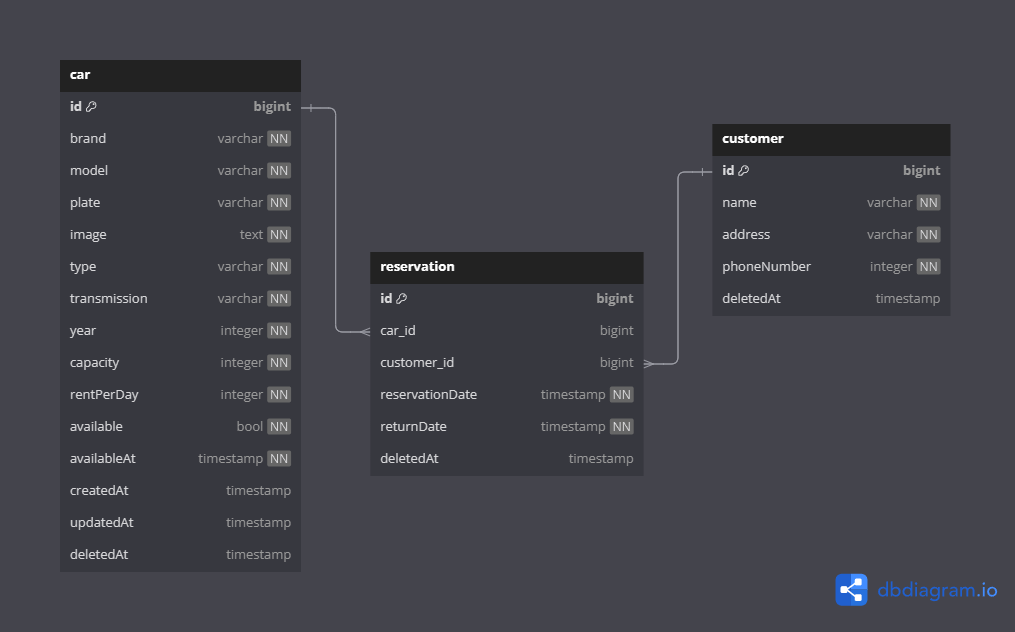 car
id bigint
brand varchar NN
model varchar NN
plate varchar NN
image text NN
type varchar NN
transmission varchar NN
year integer NN
capacity integer NN
rentPerDay integer NN
available bool NN
availableAt timestamp NN
createdAt timestamp
updatedAt timestamp
deletedAt timestamp
reservation
id bigint
car_id bigint
customer_id bigint
reservationDate timestamp NN
returnDate timestamp NN
deletedAt timestamp
customer
id bigint
name varchar NN
address varchar NN
phoneNumber integer NN
deletedAt timestamp
dbdiagram.io